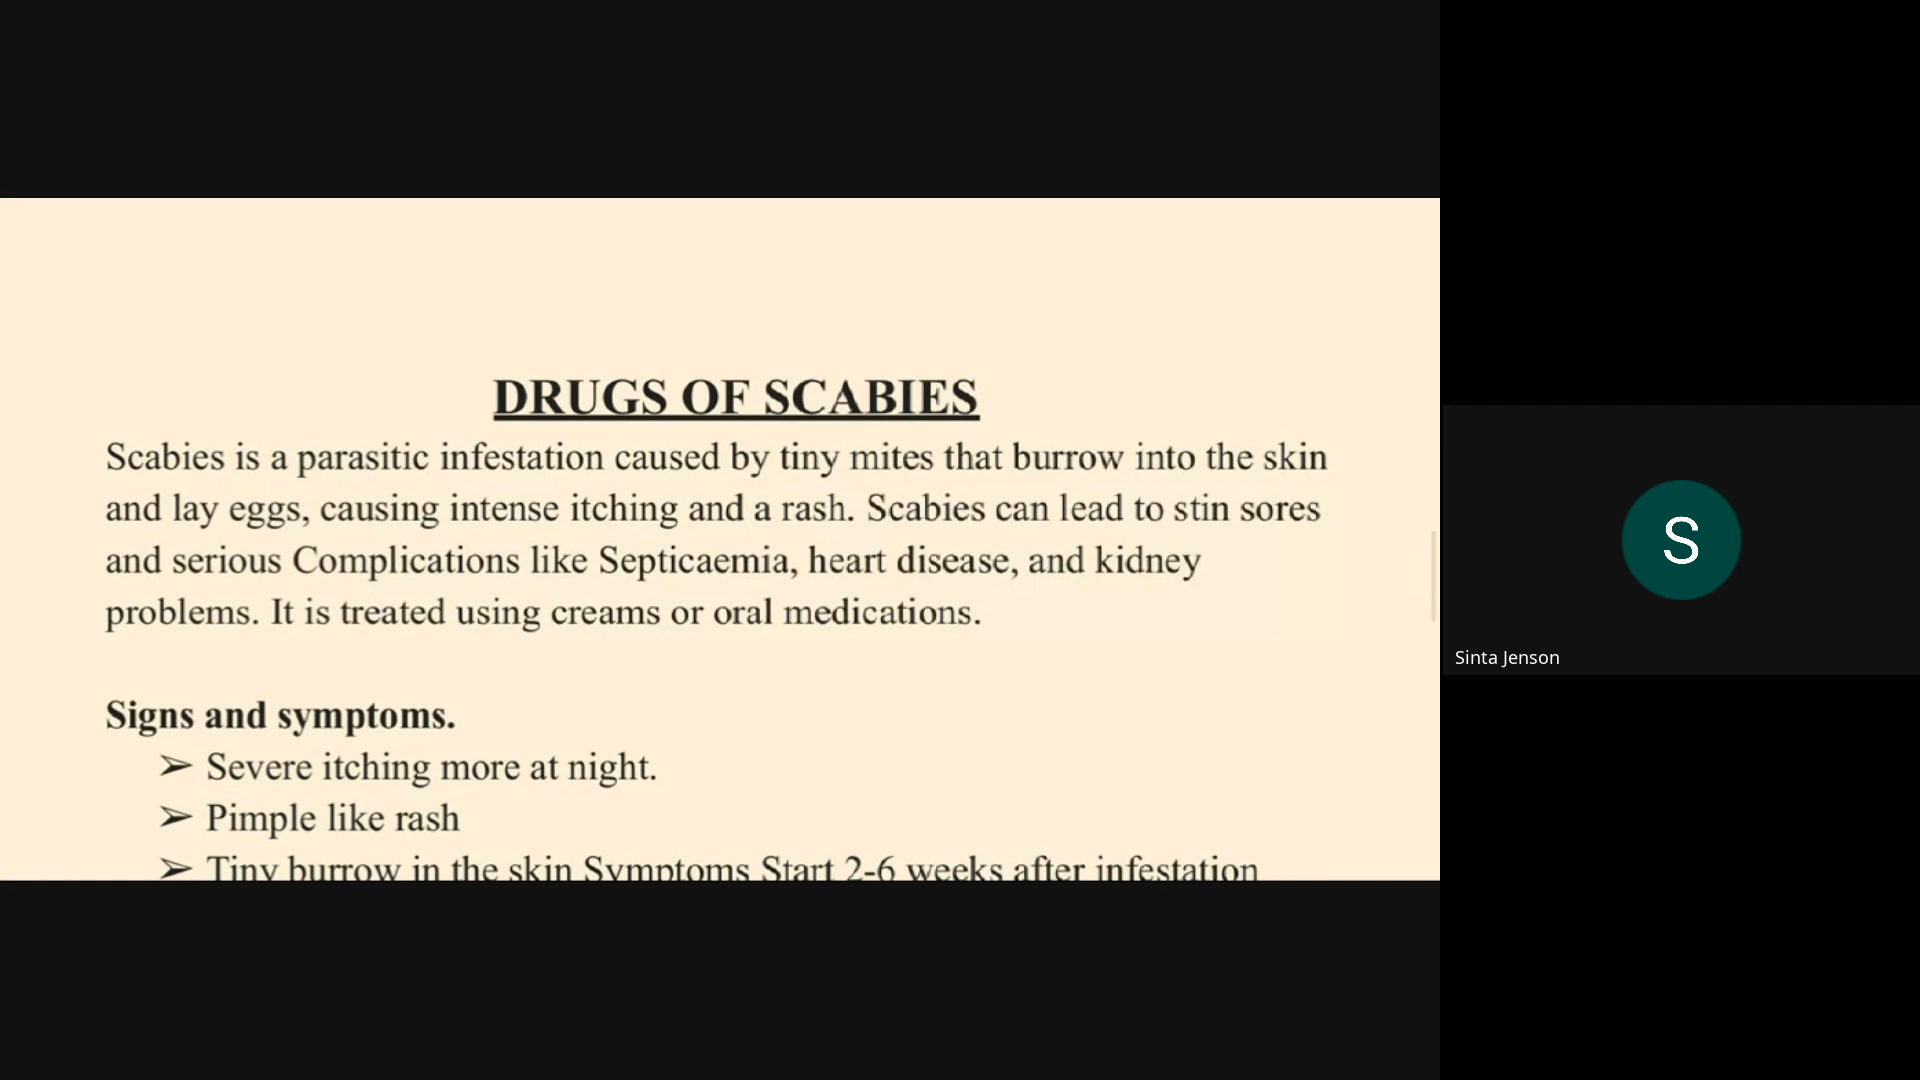 DRUGS OF SCABIES
Scabies is a parasitic infestation caused by tiny mites that burrow into the skin
and lay eggs, causing intense itching and a rash. Scabies can lead to stin sores
and serious Complications like Septicaemia, heart disease, and kidney
problems. It is treated using creams or oral medications.
Signs and symptoms.
➢ Severe itching more at night.
➢ Pimple like rash
➢ Tiny burrow in the skin Symptoms Start 2-6 weeks after infestation
S
Sinta Jenson